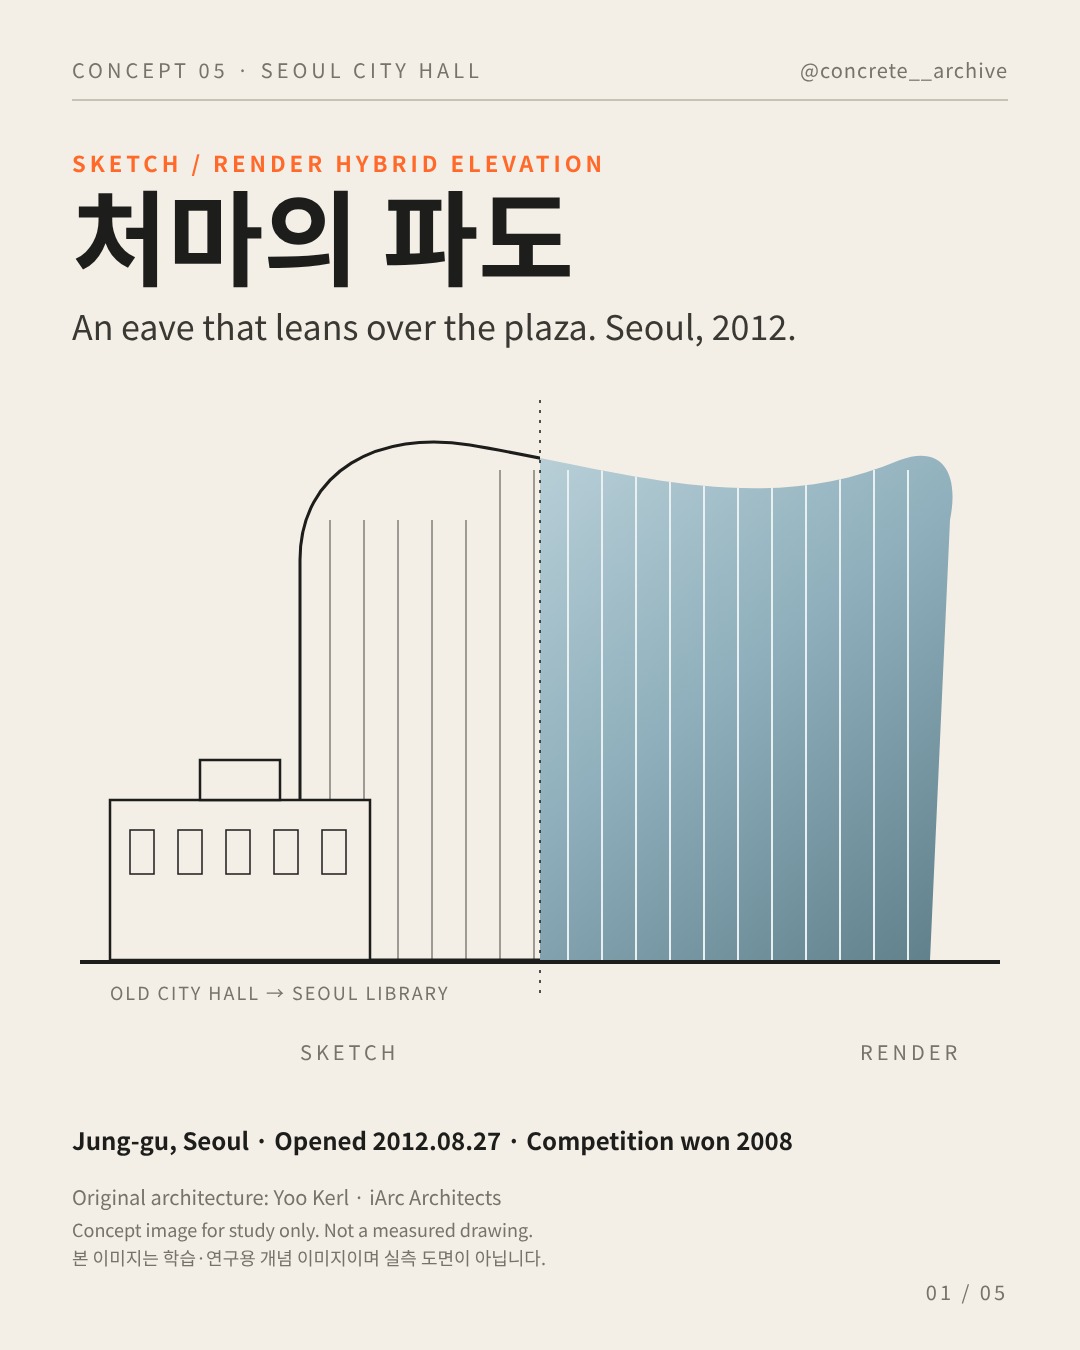 CONCEPT 05 · SEOUL CITY HALL
@concrete__archive
SKETCH / RENDER HYBRID ELEVATION
처마의 파도
An eave that leans over the plaza. Seoul, 2012.
OLD CITY HALL → SEOUL LIBRARY
SKETCH
RENDER
Jung-gu, Seoul · Opened 2012.08.27 · Competition won 2008
Original architecture: Yoo Kerl · iArc Architects
Concept image for study only. Not a measured drawing.
본 이미지는 학습·연구용 개념 이미지이며 실측 도면이 아닙니다.
01 / 05